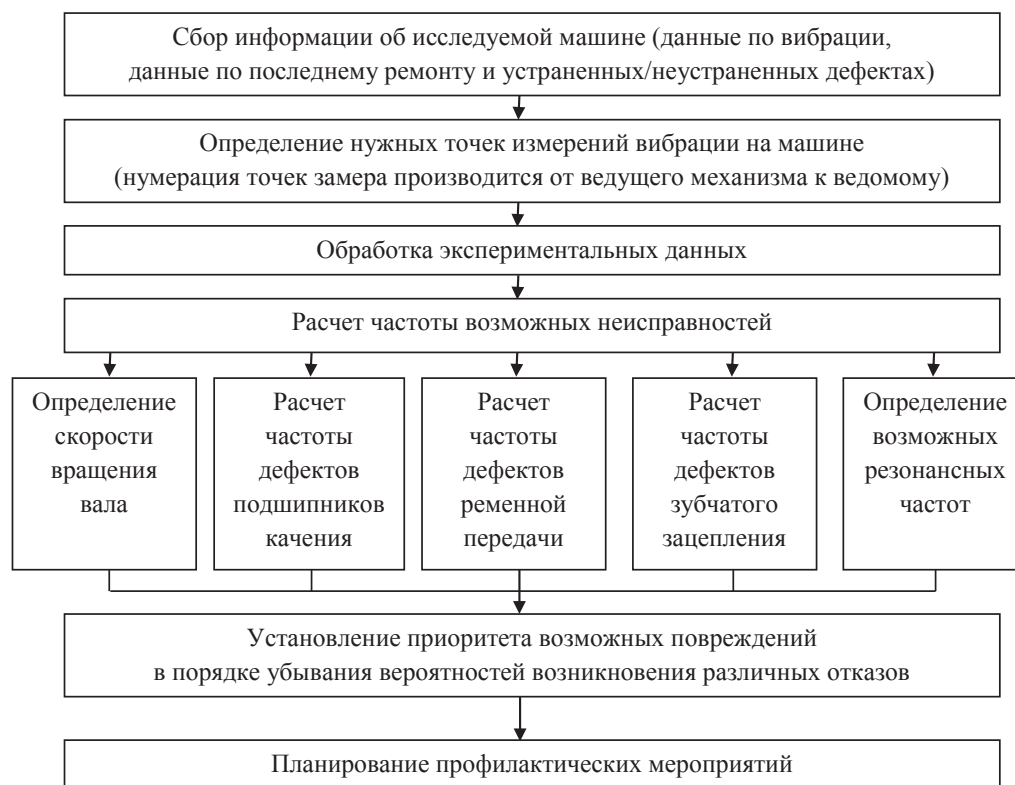 Сбор информации об исследуемой машине (данные по вибрации,
данные по последнему ремонту и устраненных/неустраненных дефектах)
Определение нужных точек измерений вибрации на машине
(нумерация точек замера производится от ведущего механизма к ведомому)
Обработка экспериментальных данных
Расчет частоты возможных неисправностей
Определение
скорости
вращения
вала
Расчет
частоты
дефектов
подшипников
качения
Расчет
частоты
дефектов
ременной
передачи
Расчет
частоты
дефектов
зубчатого
зацепления
Определение
возможных
резонансных
частот
Установление приоритета возможных повреждений
в порядке убывания вероятностей возникновения различных отказов
Планирование профилактических мероприятий